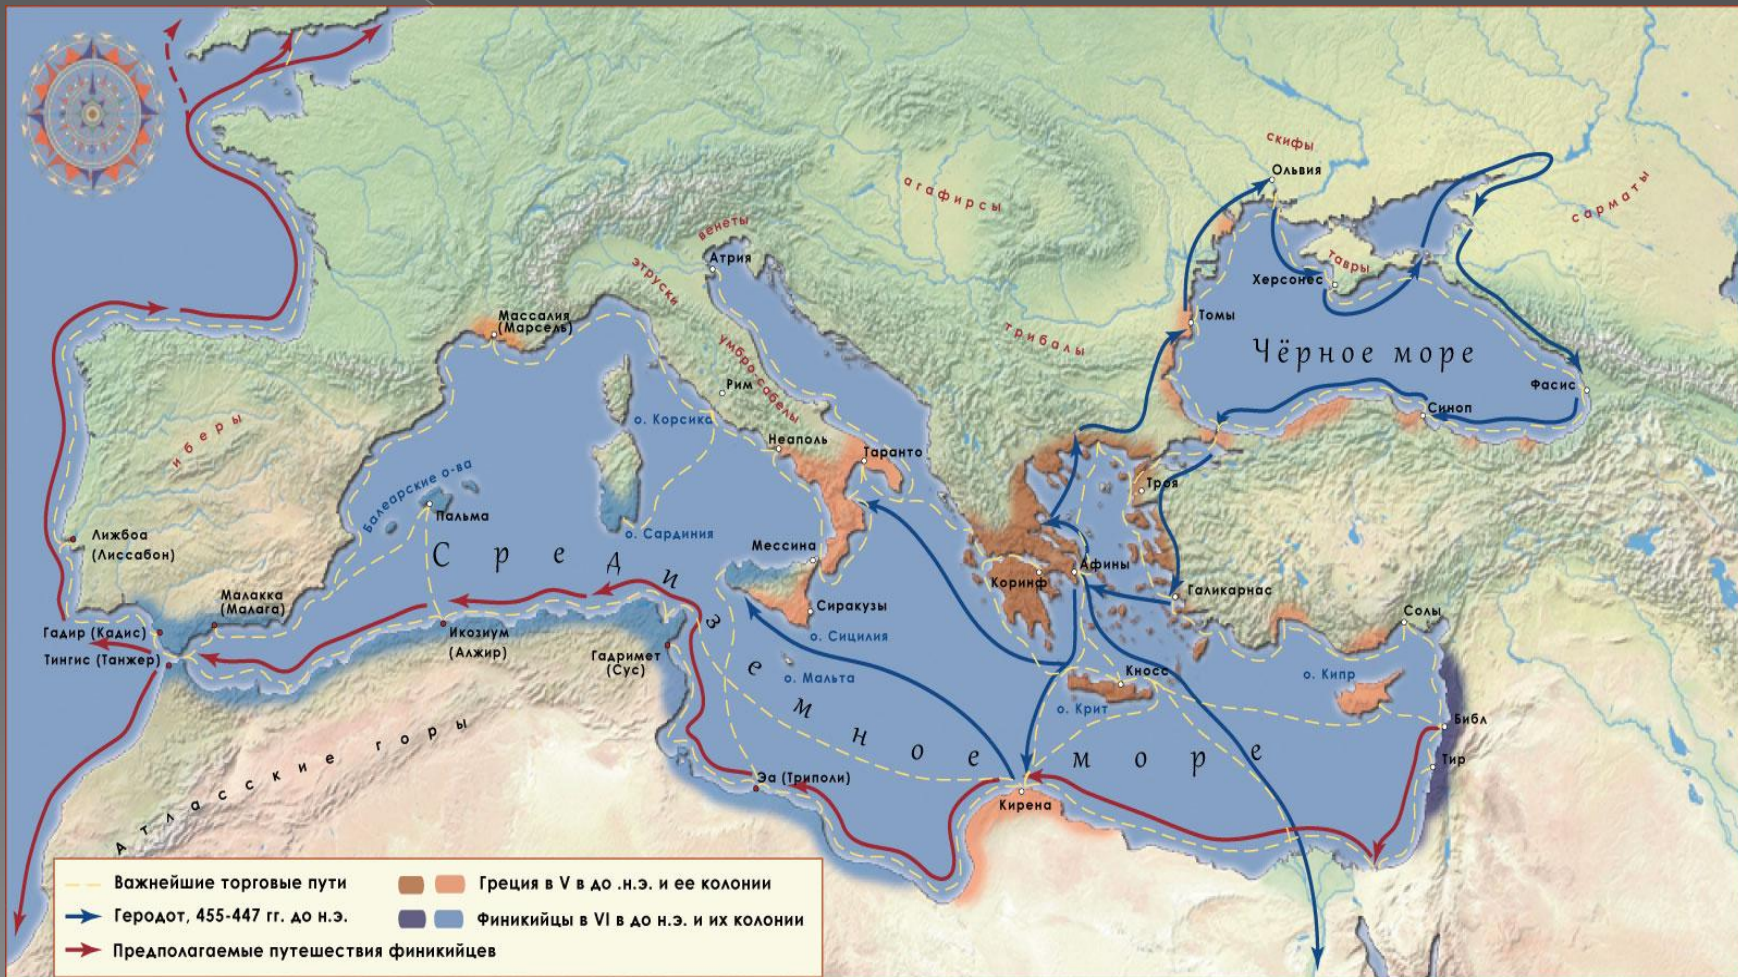 скифы
Ольвия
агафирсы
сарматы
венеты
Атрия
этруски
тавры
Херсонес
Массалия
(Марсель)
Томы
трибалы
Чёрное море
умбро-сабелы
Рим
Фасис
Синоп
о. Корсика
иберы
Неаполь
Таранто
Балеарские о-ва
Троя
Пальма
о. Сардиния
Лижбоа
(Лиссабон)
Средиземное море
Мессина
Афины
Коринф
Галикарнас
Малакка
(Малага)
Сиракузы
Солы
Гадир (Кадис)
Икозиум
(Алжир)
о. Сицилия
Тингис (Танжер)
Гадримет
(Сус)
Кносс
о. Мальта
о. Кипр
о. Крит
Библ
Атласские горы
Тир
Эа (Триполи)
Кирена
Важнейшие торговые пути
Греция в V в до .н.э. и ее колонии
Геродот, 455-447 гг. до н.э.
Финикийцы в VI в до н.э. и их колонии
Предполагаемые путешествия финикийцев